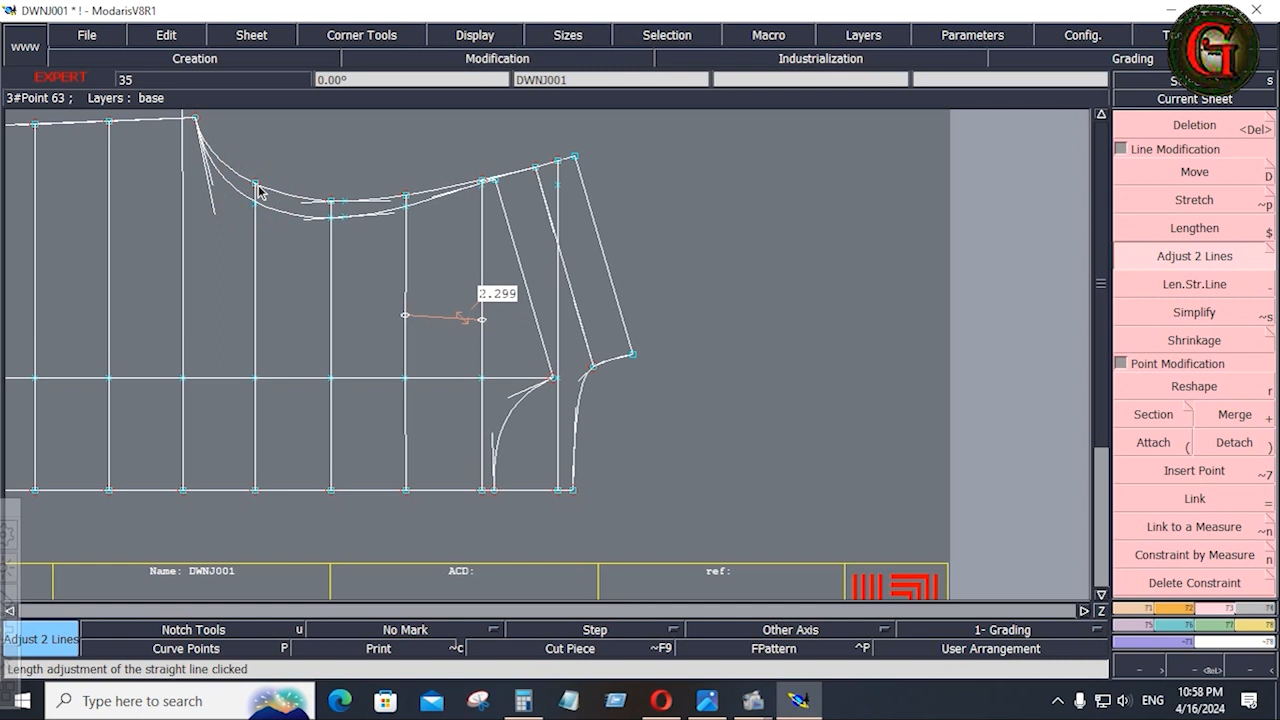 DWNJ001 * ! - ModarisV8R1
www
File
Edit
Sheet
Corner Tools
Display
Sizes
Selection
Macro
Layers
Parameters
Config.
Creation
Modification
Industrialization
Grading
EXPERT
35
0.00°
DWNJ001
G
3#Point 63 ; Layers : base
Current Sheet
Deletion <Del>
Line Modification
Move D
Stretch ~p
Lengthen $
Adjust 2 Lines
Len.Str.Line -
Simplify ~s
Shrinkage
Point Modification
Reshape r
Section Merge +
Attach ( Detach )
Insert Point ~7
Link =
Link to a Measure ~n
Constraint by Measure n
Delete Constraint
2.299
Name: DWNJ001
ACD:
ref:
Z
Adjust 2 Lines
Notch Tools u
No Mark
Step
Other Axis
1- Grading
Curve Points P
Print ~c
Cut Piece ~F9
FPattern ^P
User Arrangement
Length adjustment of the straight line clicked
Type here to search
ENG
10:58 PM
4/16/2024